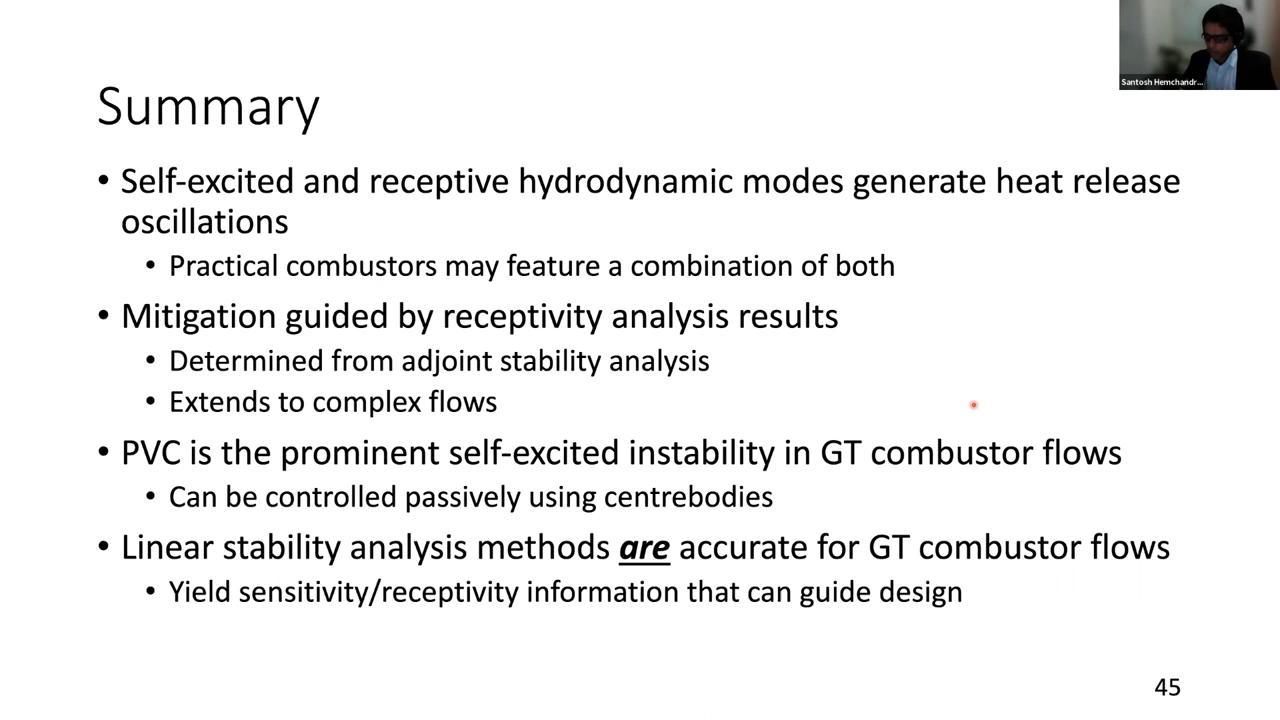 Santosh Hemchandr...
Summary
• Self-excited and receptive hydrodynamic modes generate heat release
oscillations
• Practical combustors may feature a combination of both
• Mitigation guided by receptivity analysis results
• Determined from adjoint stability analysis
• Extends to complex flows
• PVC is the prominent self-excited instability in GT combustor flows
• Can be controlled passively using centrebodies
• Linear stability analysis methods are accurate for GT combustor flows
• Yield sensitivity/receptivity information that can guide design
45